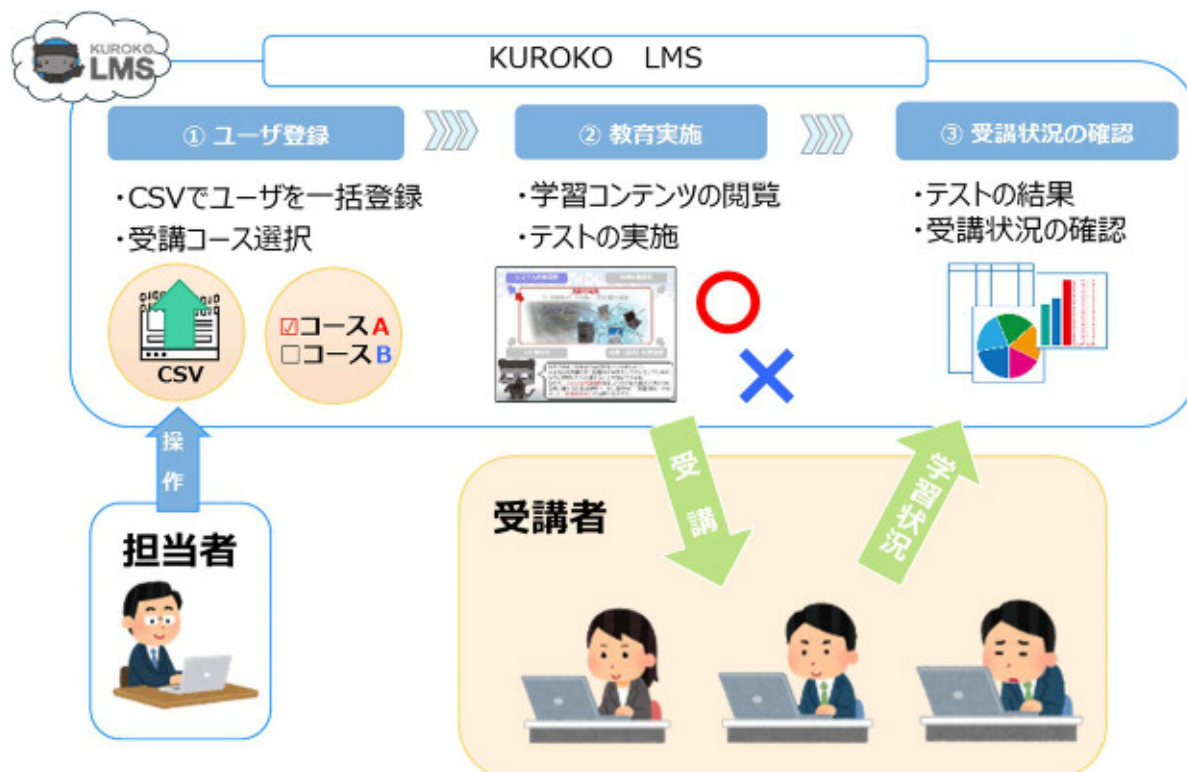 KUROKO
LMS
KUROKO LMS
① ユーザ登録
② 教育実施
③ 受講状況の確認
・CSVでユーザを一括登録
・受講コース選択
・学習コンテンツの閲覧
・テストの実施
・テストの結果
・受講状況の確認
CSV
☑コースA
☐コースB
操作
受講
学習状況
担当者
受講者